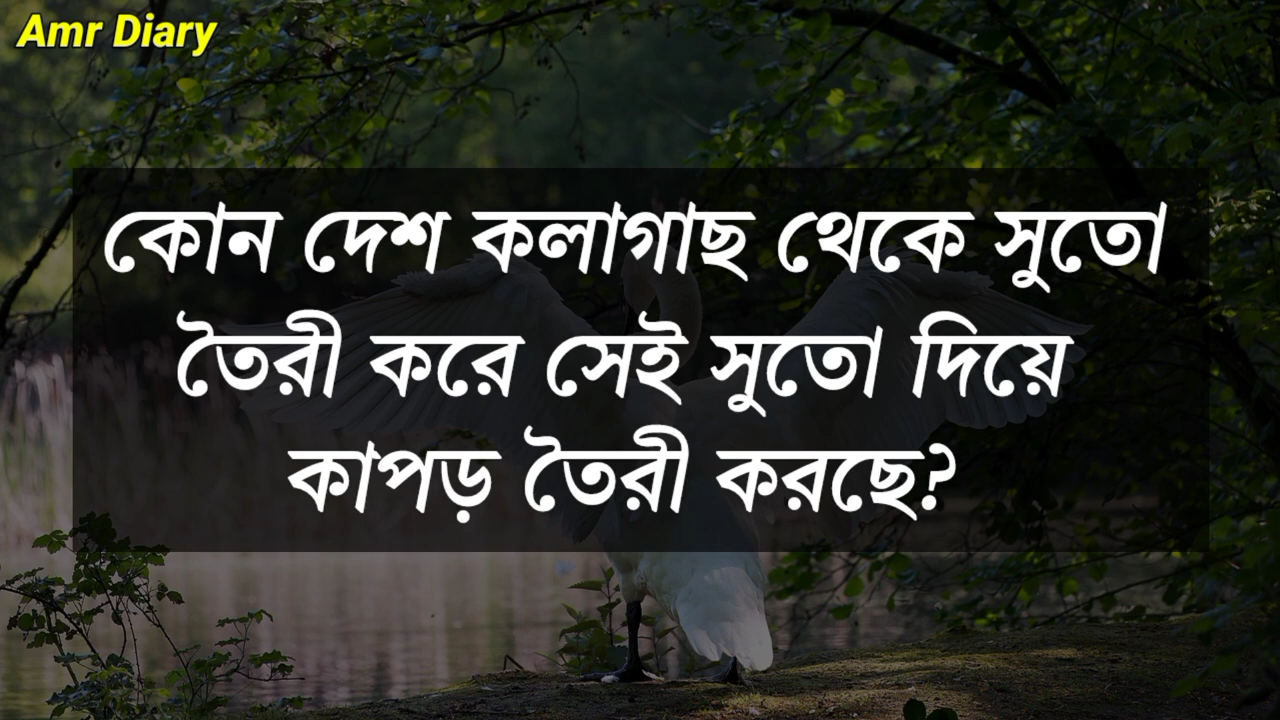 Amr Diary
কোন দেশ কলাগাছ থেকে সুতো
তৈরী করে সেই সুতো দিয়ে
কাপড় তৈরী করছে?